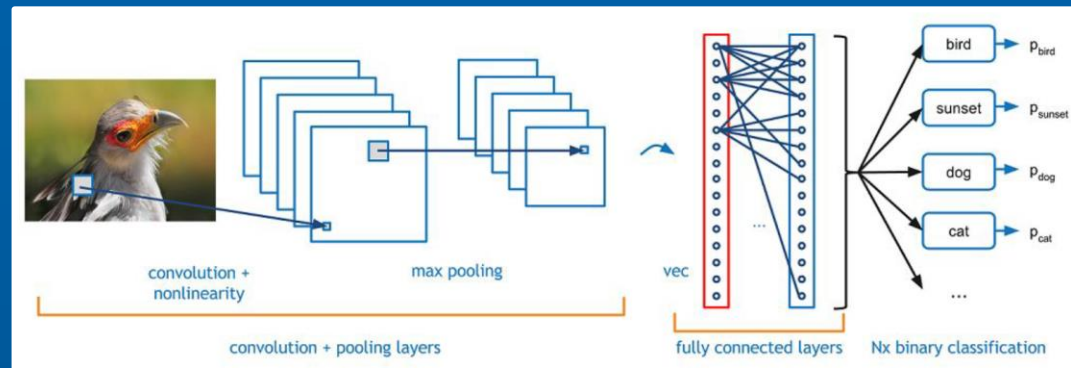 bird
p_bird
sunset
p_sunset
dog
p_dog
cat
p_cat
...
...
convolution +
nonlinearity
max pooling
vec
convolution + pooling layers
fully connected layers
Nx binary classification